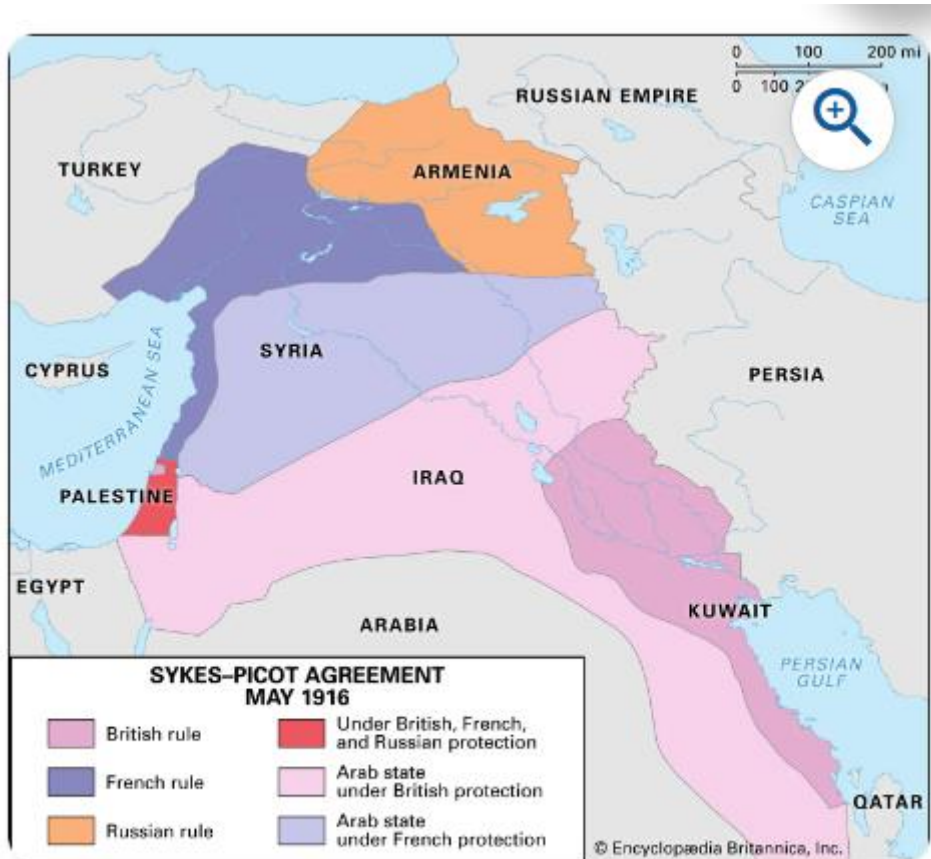 0 100 200 mi
0 100 2
RUSSIAN EMPIRE
TURKEY
ARMENIA
CASPIAN
SEA
SYRIA
CYPRUS
PERSIA
MEDITERRANEAN SEA
IRAQ
PALESTINE
EGYPT
KUWAIT
ARABIA
PERSIAN
GULF
QATAR
SYKES–PICOT AGREEMENT
MAY 1916
British rule
French rule
Russian rule
Under British, French,
and Russian protection
Arab state
under British protection
Arab state
under French protection
© Encyclopædia Britannica, Inc.